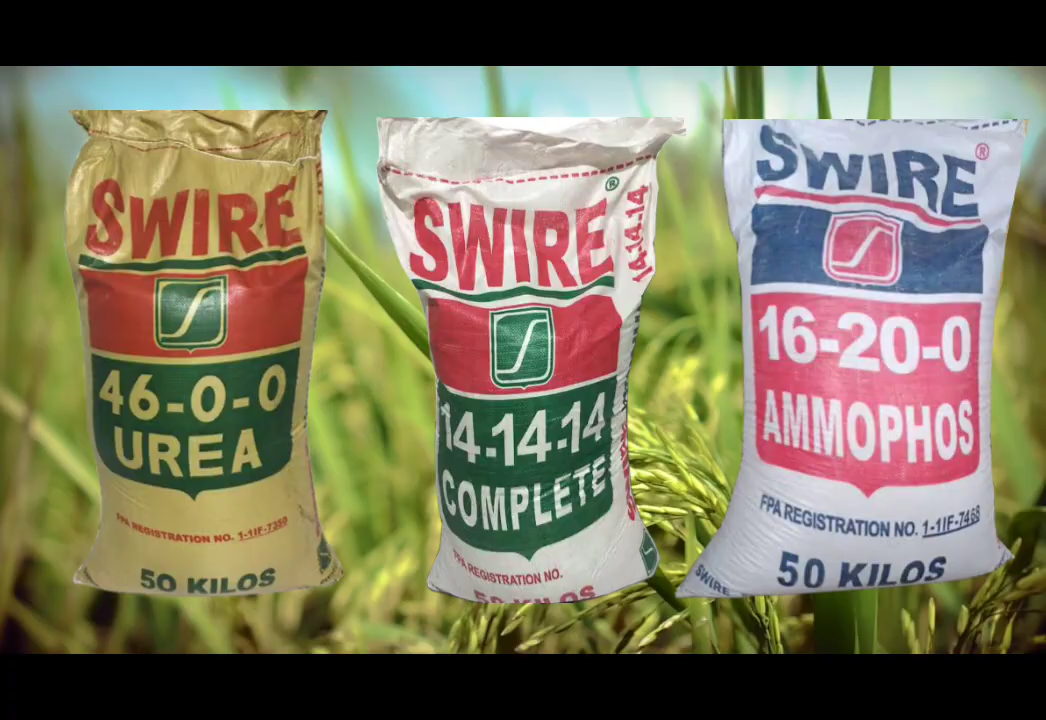 SWIRE
46-0-0
UREA
FPA REGISTRATION NO. 1-1IF-7359
50 KILOS
SWIRE®
14.14.14
14-14-14
COMPLETE
FPA REGISTRATION NO.
50 KILOS
SWIRE®
16-20-0
AMMOPHOS
FPA REGISTRATION NO. 1-1IF-7468
50 KILOS
SWIRE